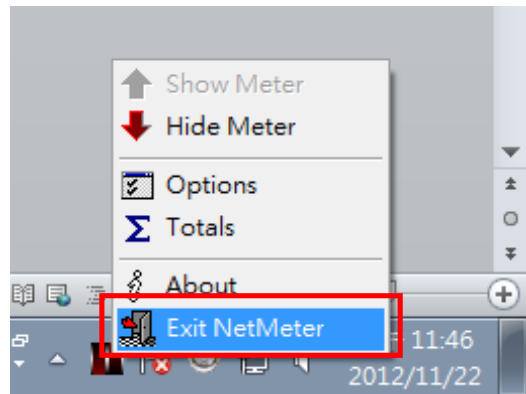 Show Meter
Hide Meter
Options
Totals
About
Exit NetMeter
11:46
2012/11/22